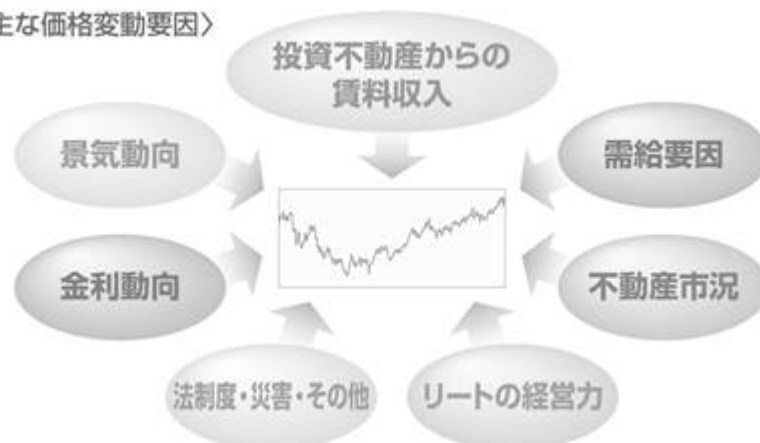 主な価格変動要因〉
投資不動産からの
賃料収入
景気動向
需給要因
金利動向
不動産市況
法制度・災害・その他
リートの経営力